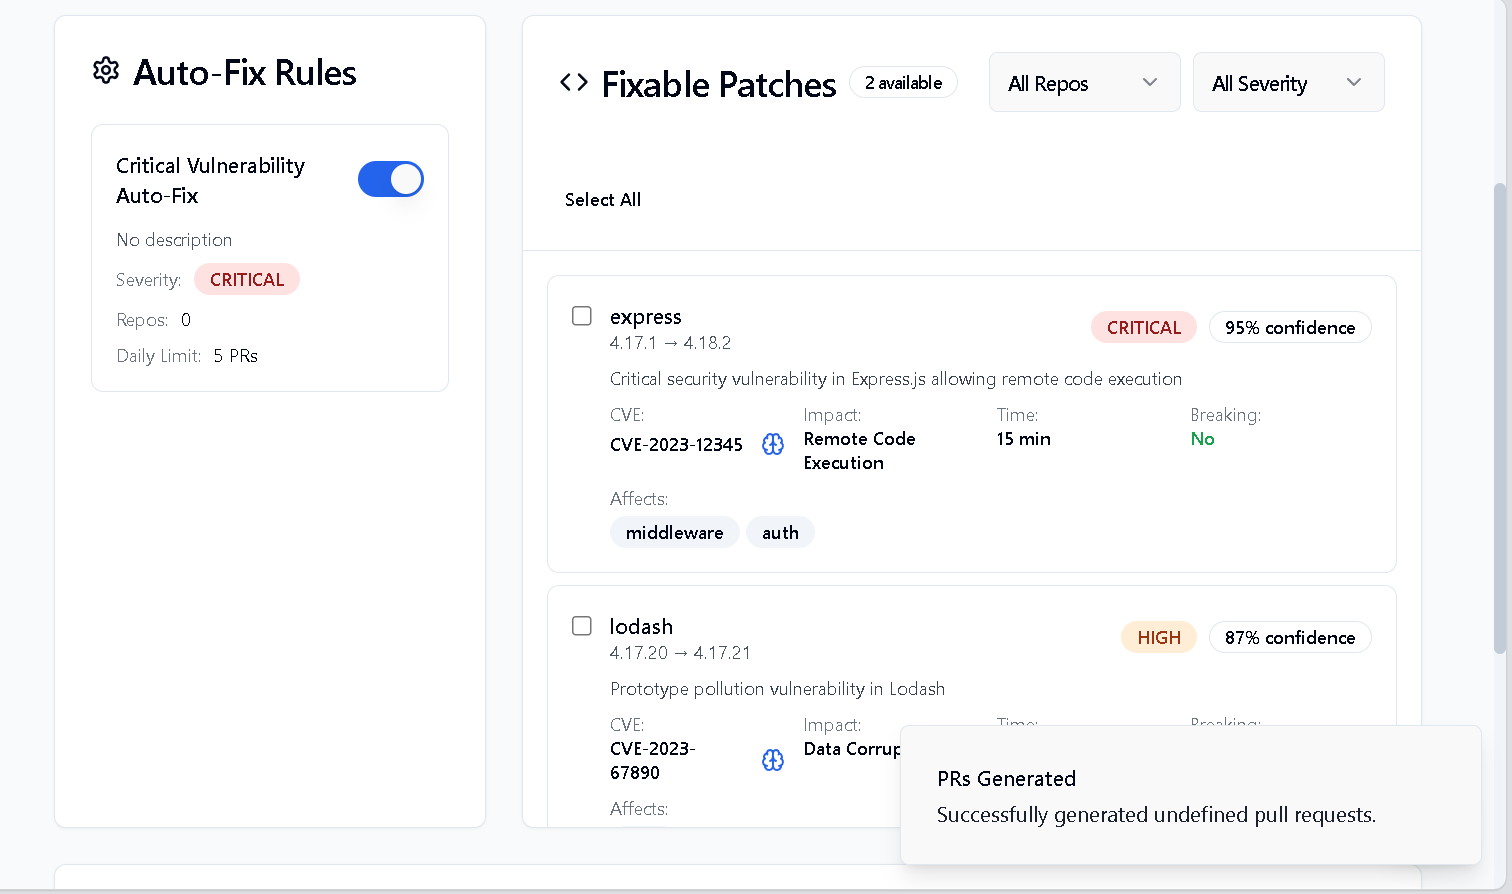 Auto-Fix Rules
Critical Vulnerability
Auto-Fix
No description
Severity: CRITICAL
Repos: 0
Daily Limit: 5 PRs
Fixable Patches 2 available All Repos All Severity
Select All
express
CRITICAL 95% confidence
4.17.1 → 4.18.2
Critical security vulnerability in Express.js allowing remote code execution
CVE: Impact: Time: Breaking:
CVE-2023-12345 Remote Code 15 min No
Execution
Affects:
middleware auth
lodash
HIGH 87% confidence
4.17.20 → 4.17.21
Prototype pollution vulnerability in Lodash
CVE: Impact: Time: Breaking:
CVE-2023- Data Corrup
67890
Affects:
PRs Generated
Successfully generated undefined pull requests.